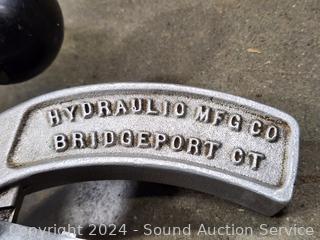 HYDRAULIC MFG CO
BRIDGEPORT CT
Copyright 2024 - Sound Auction Service